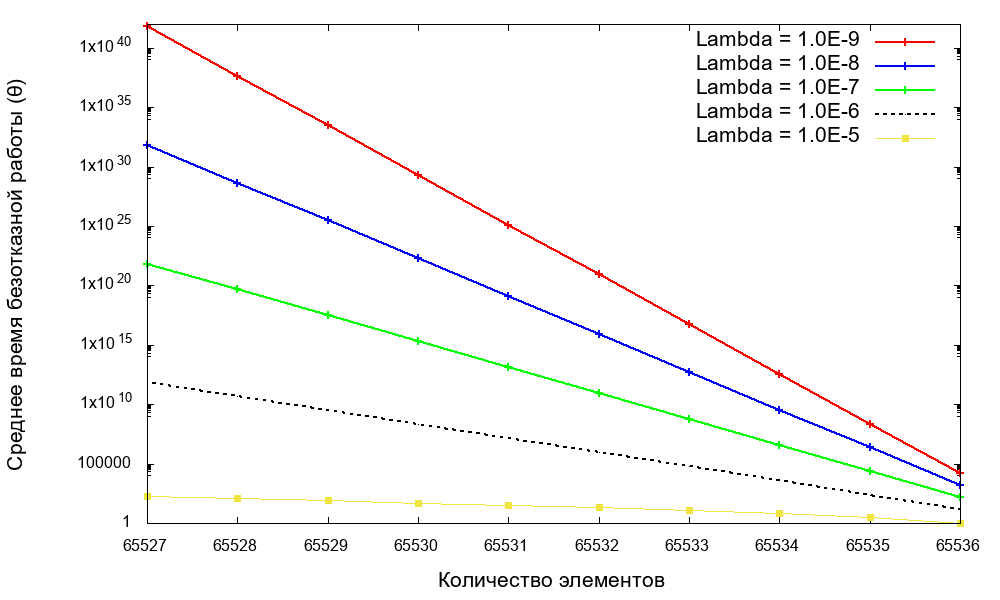 Lambda = 1.0E-9
Lambda = 1.0E-8
Lambda = 1.0E-7
Lambda = 1.0E-6
Lambda = 1.0E-5
Среднее время безотказной работы (θ)
1x10 40
1x10 35
1x10 30
1x10 25
1x10 20
1x10 15
1x10 10
100000
1
65527 65528 65529 65530 65531 65532 65533 65534 65535 65536
Количество элементов